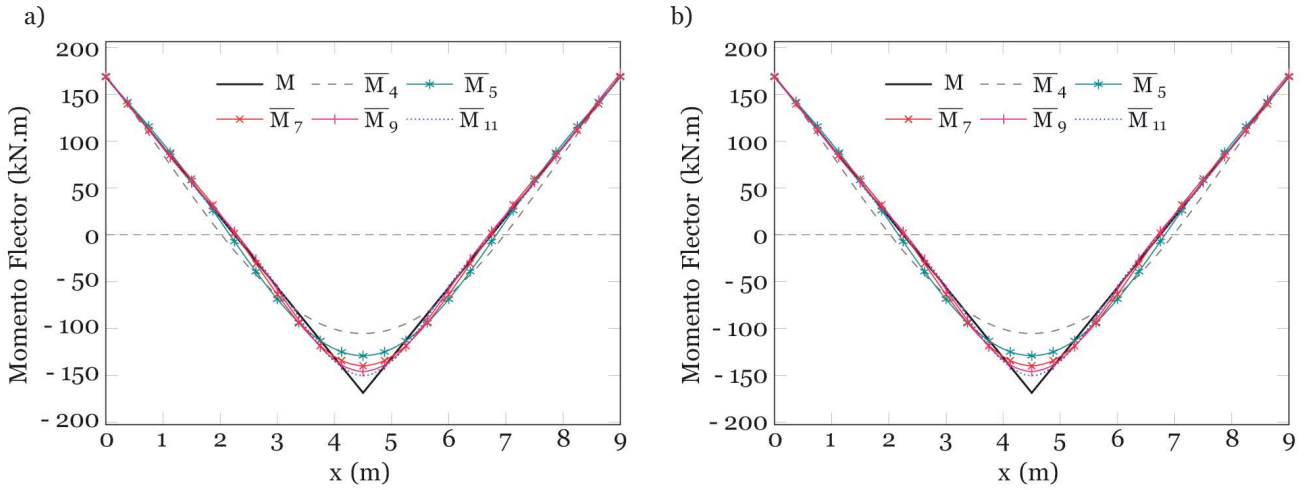 a)
200
150
100
50
0
-50
-100
-150
-200
Momento Flector (kN.m)
M M̅4 M̅5
M̅7 M̅9 M̅11
0 1 2 3 4 5 6 7 8 9
x (m)
b)
200
150
100
50
0
-50
-100
-150
-200
Momento Flector (kN.m)
M M̅4 M̅5
M̅7 M̅9 M̅11
0 1 2 3 4 5 6 7 8 9
x (m)